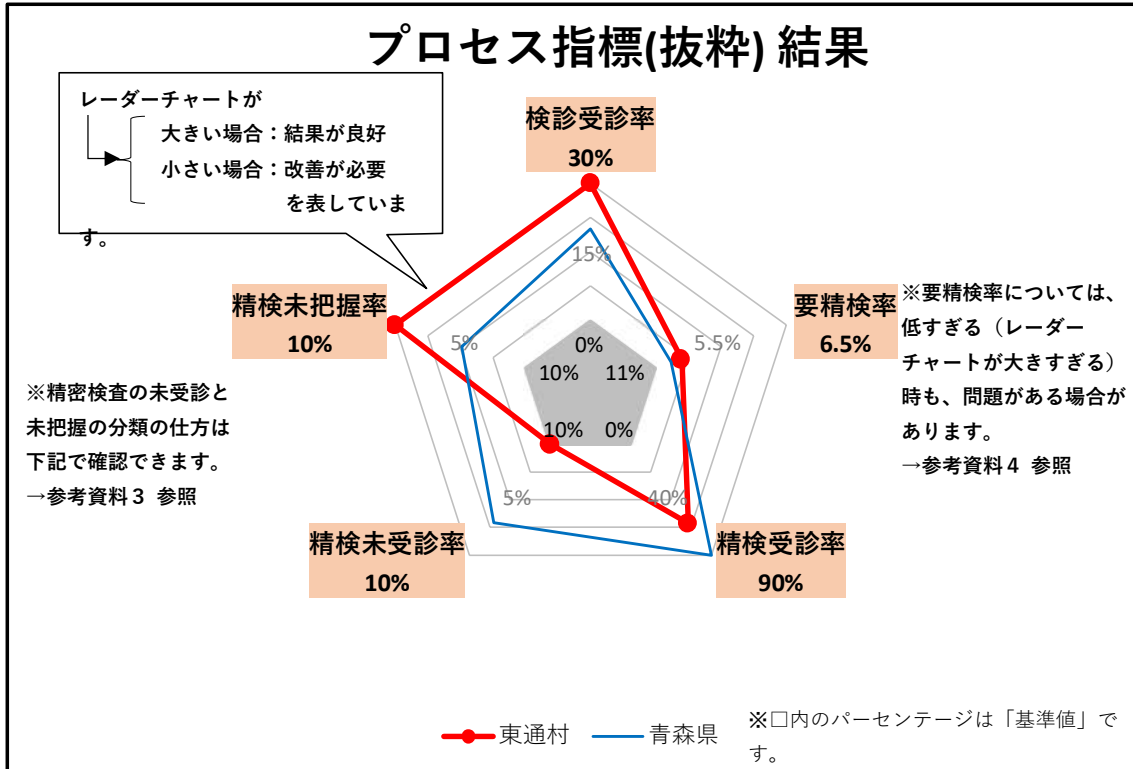 プロセス指標(抜粋) 結果
レーダーチャートが
大きい場合：結果が良好
小さい場合：改善が必要
を表していま
す。
検診受診率
30%
15%
精検未把握率
10%
5%
要精検率
6.5%
5.5%
※要精検率については、
低すぎる（レーダー
チャートが大きすぎる）
時も、問題がある場合が
あります。
→参考資料４ 参照
0%
10% 11%
10% 0%
※精密検査の未受診と
未把握の分類の仕方は
下記で確認できます。
→参考資料３ 参照
5%
40%
精検未受診率
10%
精検受診率
90%
東通村
青森県
※□内のパーセンテージは「基準値」で
す。